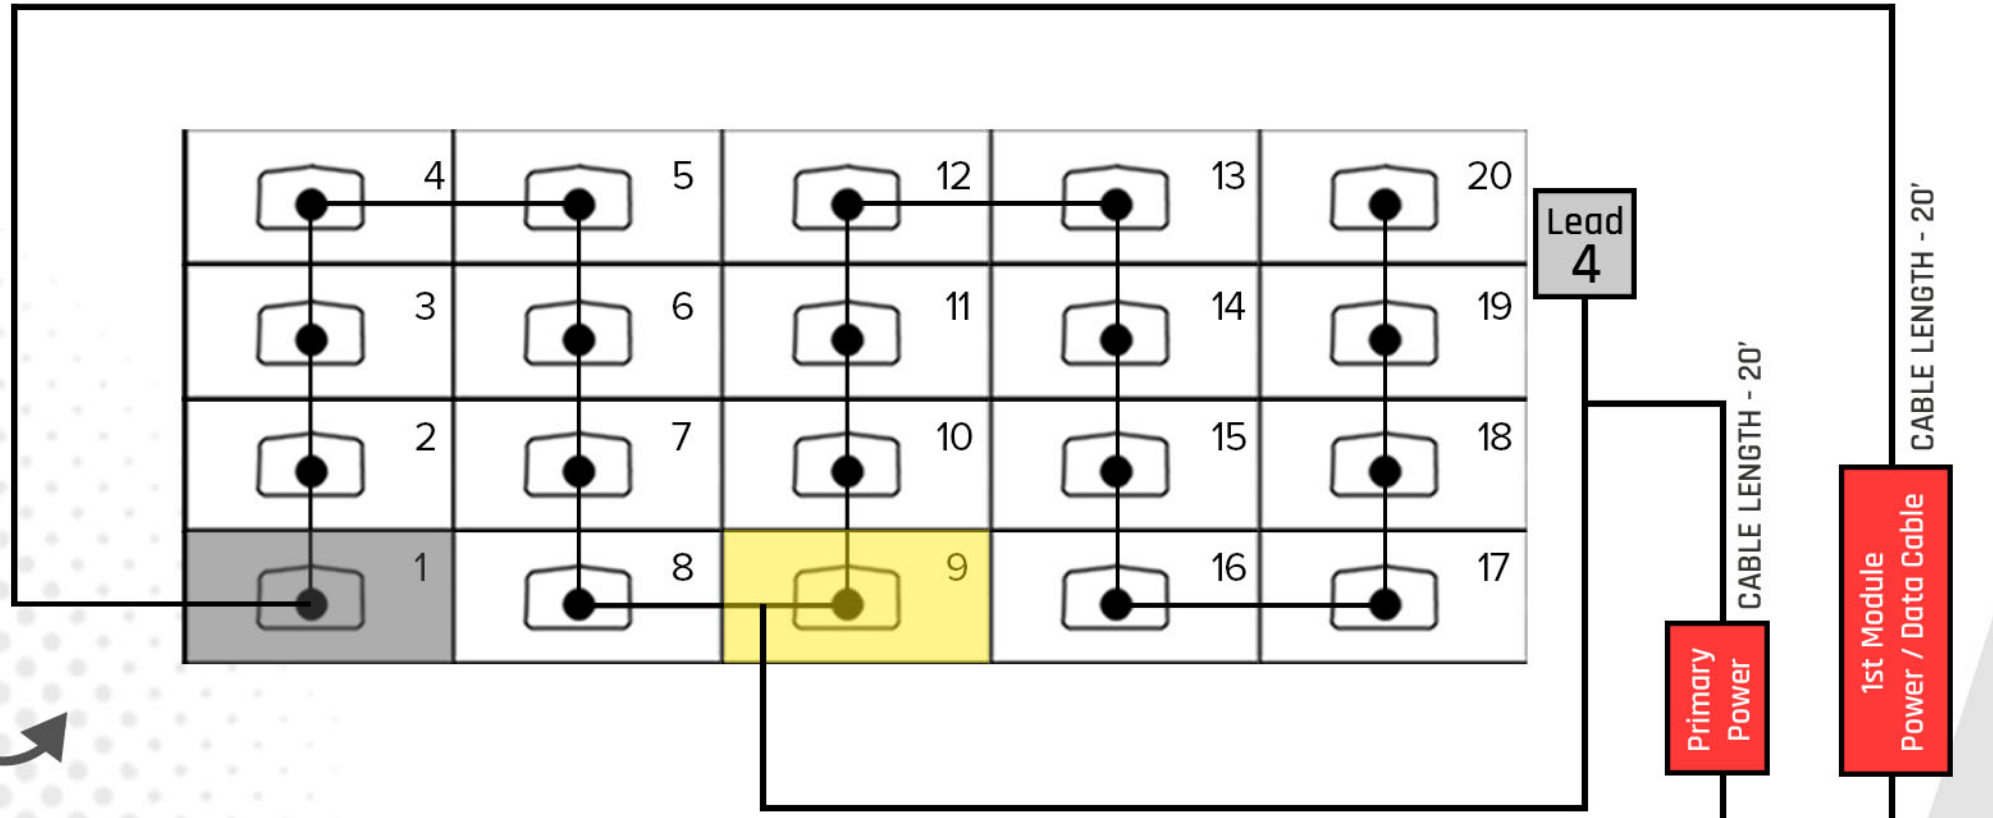 4 5 12 13 20
3 6 11 14 19
2 7 10 15 18
1 8 9 16 17
Lead
4
CABLE LENGTH - 20'
Primary
Power
CABLE LENGTH - 20'
1st Module
Power / Data Cable